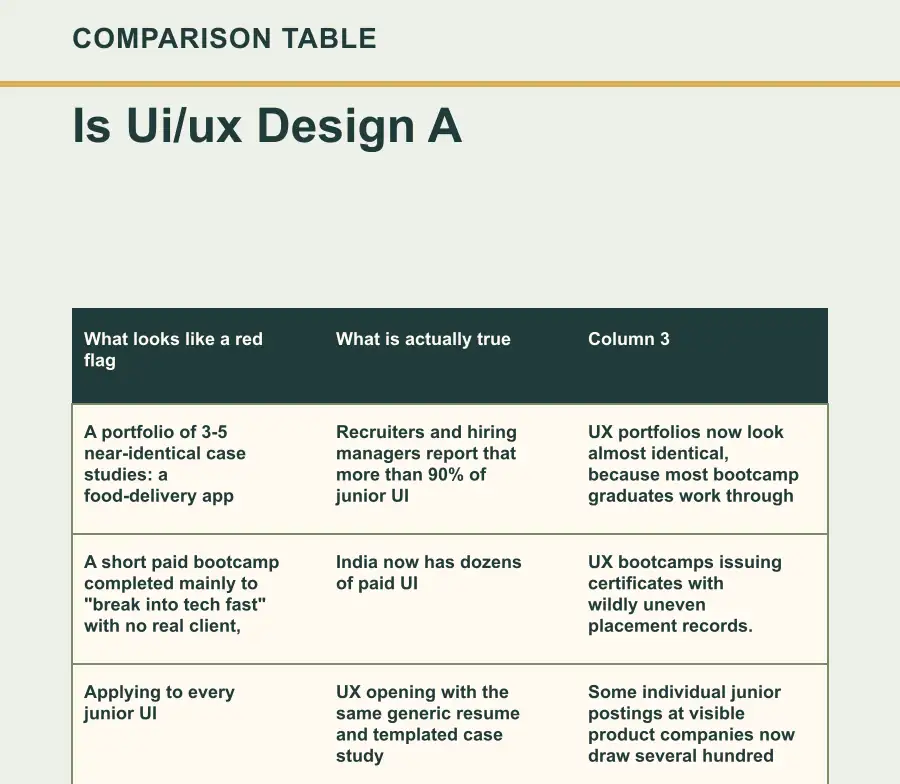 COMPARISON TABLE
Is Ui/ux Design A
What looks like a red
flag
What is actually true
Column 3
A portfolio of 3-5
near-identical case
studies: a
food-delivery app
Recruiters and hiring
managers report that
more than 90% of
junior UI
UX portfolios now look
almost identical,
because most bootcamp
graduates work through
A short paid bootcamp
completed mainly to
"break into tech fast"
with no real client,
India now has dozens
of paid UI
UX bootcamps issuing
certificates with
wildly uneven
placement records.
Applying to every
junior UI
UX opening with the
same generic resume
and templated case
study
Some individual junior
postings at visible
product companies now
draw several hundred